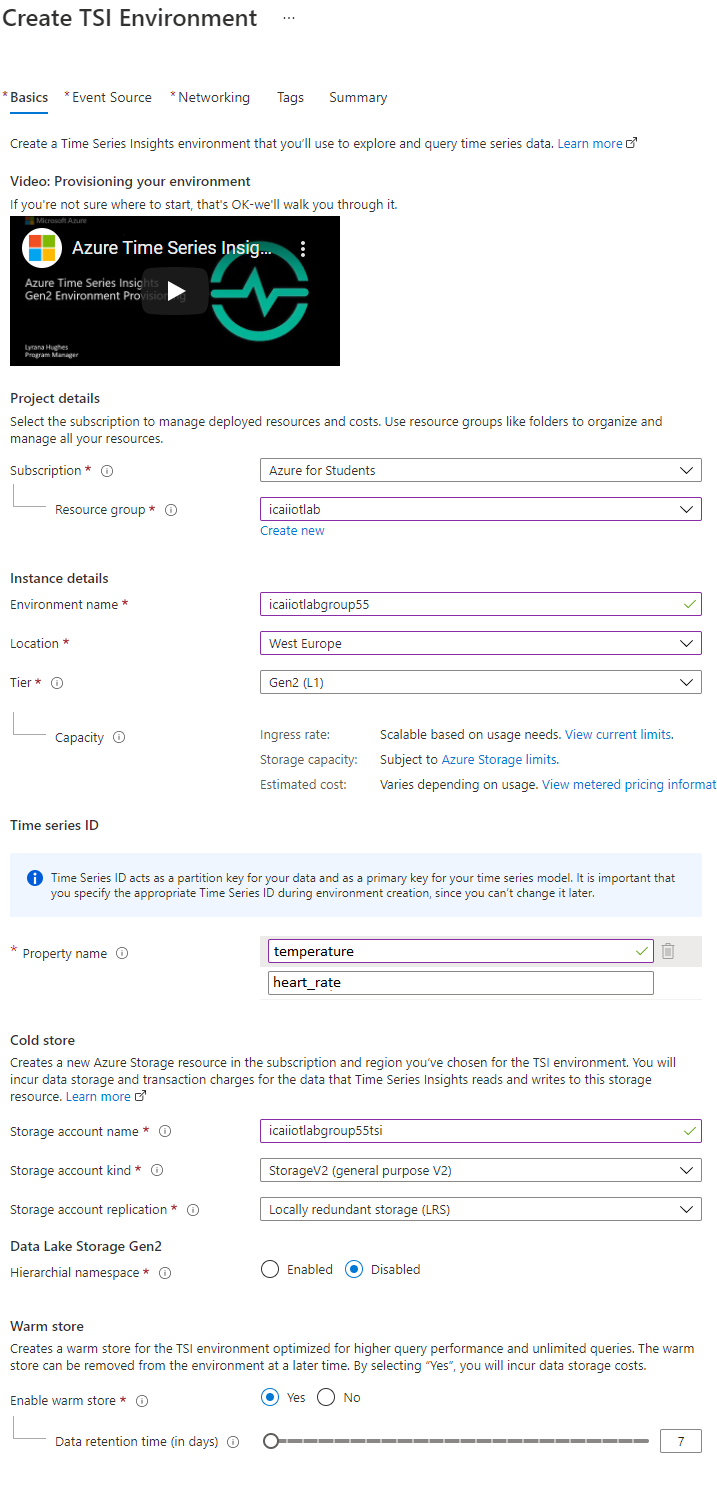 Create TSI Environment ...
* Basics * Event Source * Networking Tags Summary
Create a Time Series Insights environment that you'll use to explore and query time series data. Learn more
Video: Provisioning your environment
If you're not sure where to start, that's OK-we'll walk you through it.
Microsoft Azure
Azure Time Series Insig...
Azure Time Series Insights
Gen2 Environment Provisioning
Lyrana Hughes
Program Manager
Project details
Select the subscription to manage deployed resources and costs. Use resource groups like folders to organize and
manage all your resources.
Subscription * Azure for Students
Resource group * icaiiotlab
Create new
Instance details
Environment name * icaiiotlabgroup55
Location * West Europe
Tier * Gen2 (L1)
Capacity Ingress rate: Scalable based on usage needs. View current limits.
Storage capacity: Subject to Azure Storage limits.
Estimated cost: Varies depending on usage. View metered pricing informat
Time series ID
Time Series ID acts as a partition key for your data and as a primary key for your time series model. It is important that
you specify the appropriate Time Series ID during environment creation, since you can't change it later.
* Property name temperature
heart_rate
Cold store
Creates a new Azure Storage resource in the subscription and region you've chosen for the TSI environment. You will
incur data storage and transaction charges for the data that Time Series Insights reads and writes to this storage
resource. Learn more
Storage account name * icaiiotlabgroup55tsi
Storage account kind * StorageV2 (general purpose V2)
Storage account replication * Locally redundant storage (LRS)
Data Lake Storage Gen2
Hierarchial namespace * Enabled Disabled
Warm store
Creates a warm store for the TSI environment optimized for higher query performance and unlimited queries. The warm
store can be removed from the environment at a later time. By selecting “Yes”, you will incur data storage costs.
Enable warm store * Yes No
Data retention time (in days) 7